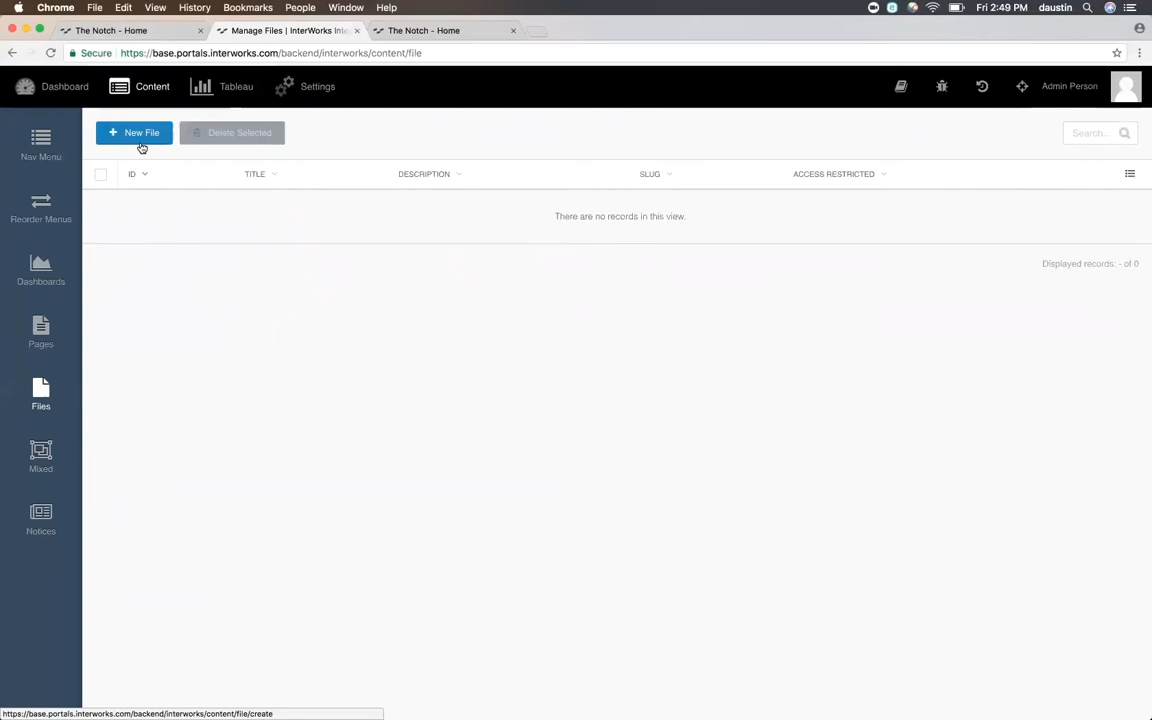 Chrome File Edit View History Bookmarks People Window Help Fri 2:49 PM daustin
The Notch - Home Manage Files | InterWorks Inte The Notch - Home
Secure https://base.portals.interworks.com/backend/interworks/content/file
Dashboard Content Tableau Settings Admin Person
+ New File Delete Selected Search...
ID TITLE DESCRIPTION SLUG ACCESS RESTRICTED
There are no records in this view.
Displayed records: - of 0
Nav Menu
Reorder Menus
Dashboards
Pages
Files
Mixed
Notices
https://base.portals.interworks.com/backend/interworks/content/file/create